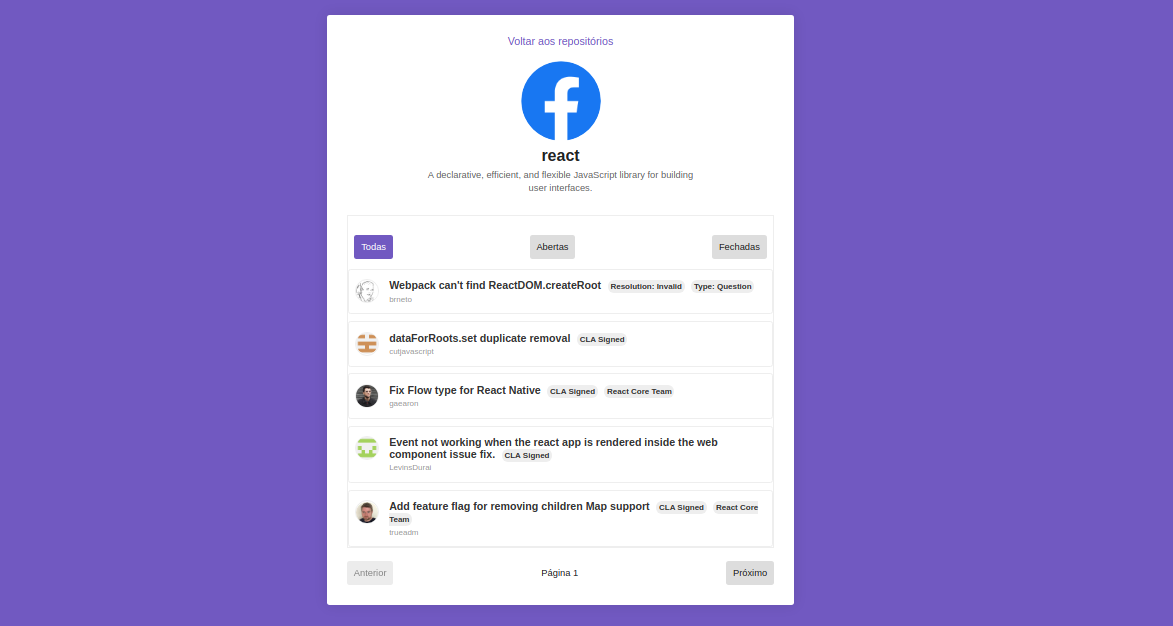 Voltar aos repositórios
react
A declarative, efficient, and flexible JavaScript library for building
user interfaces.
Todas
Abertas
Fechadas
Webpack can't find ReactDOM.createRoot Resolution: Invalid Type: Question
brneto
dataForRoots.set duplicate removal CLA Signed
cutjavascript
Fix Flow type for React Native CLA Signed React Core Team
gaearon
Event not working when the react app is rendered inside the web
component issue fix. CLA Signed
LevinsDurai
Add feature flag for removing children Map support CLA Signed React Core
Team
trueadm
Anterior
Página 1
Próximo